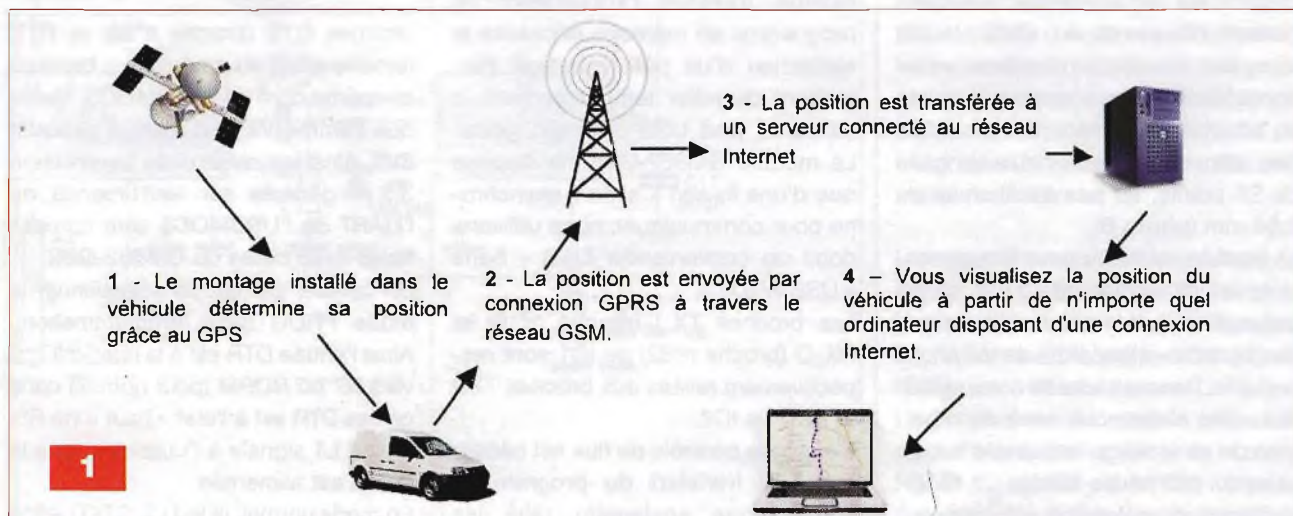 3 - La position est transférée à
un serveur connecté au réseau
Internet
1 - Le montage installé dans le
véhicule détermine sa position
grâce au GPS
2 - La position est envoyée par
connexion GPRS à travers le
réseau GSM.
4 – Vous visualisez la position du
véhicule à partir de n'importe quel
ordinateur disposant d'une connexion
Internet.
1